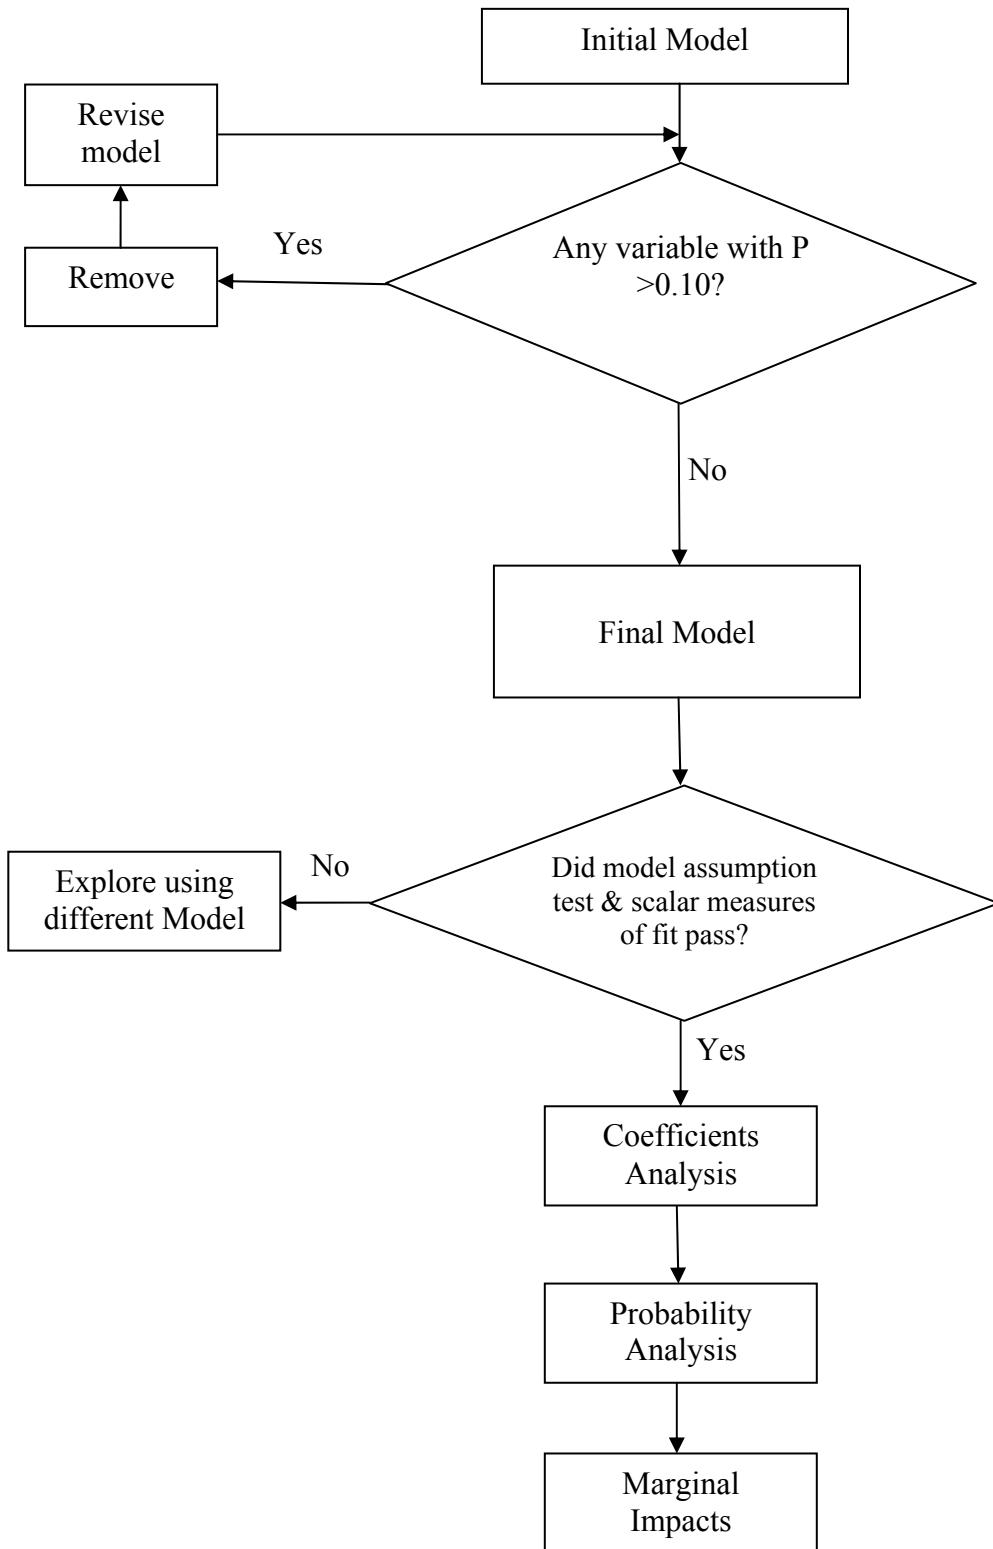 Initial Model
Revise
model
Any variable with P
>0.10?
Yes
Remove
No
Final Model
Did model assumption
test & scalar measures
of fit pass?
No
Explore using
different Model
Yes
Coefficients
Analysis
Probability
Analysis
Marginal
Impacts